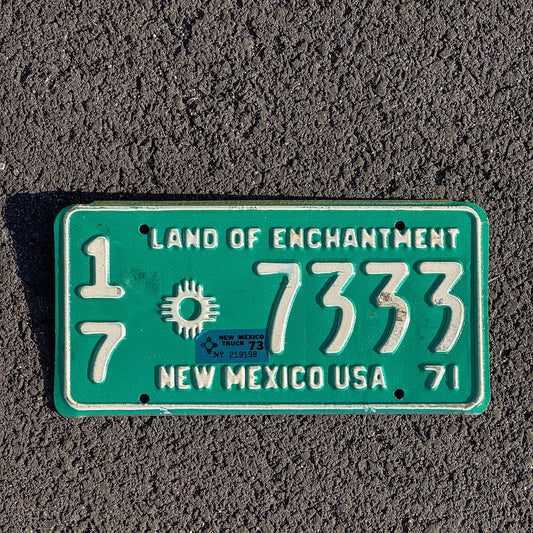 LAND OF ENCHANTMENT
1
7
7333
NEW MEXICO
TRUCK 73
No 219198
NEW MEXICO USA 71